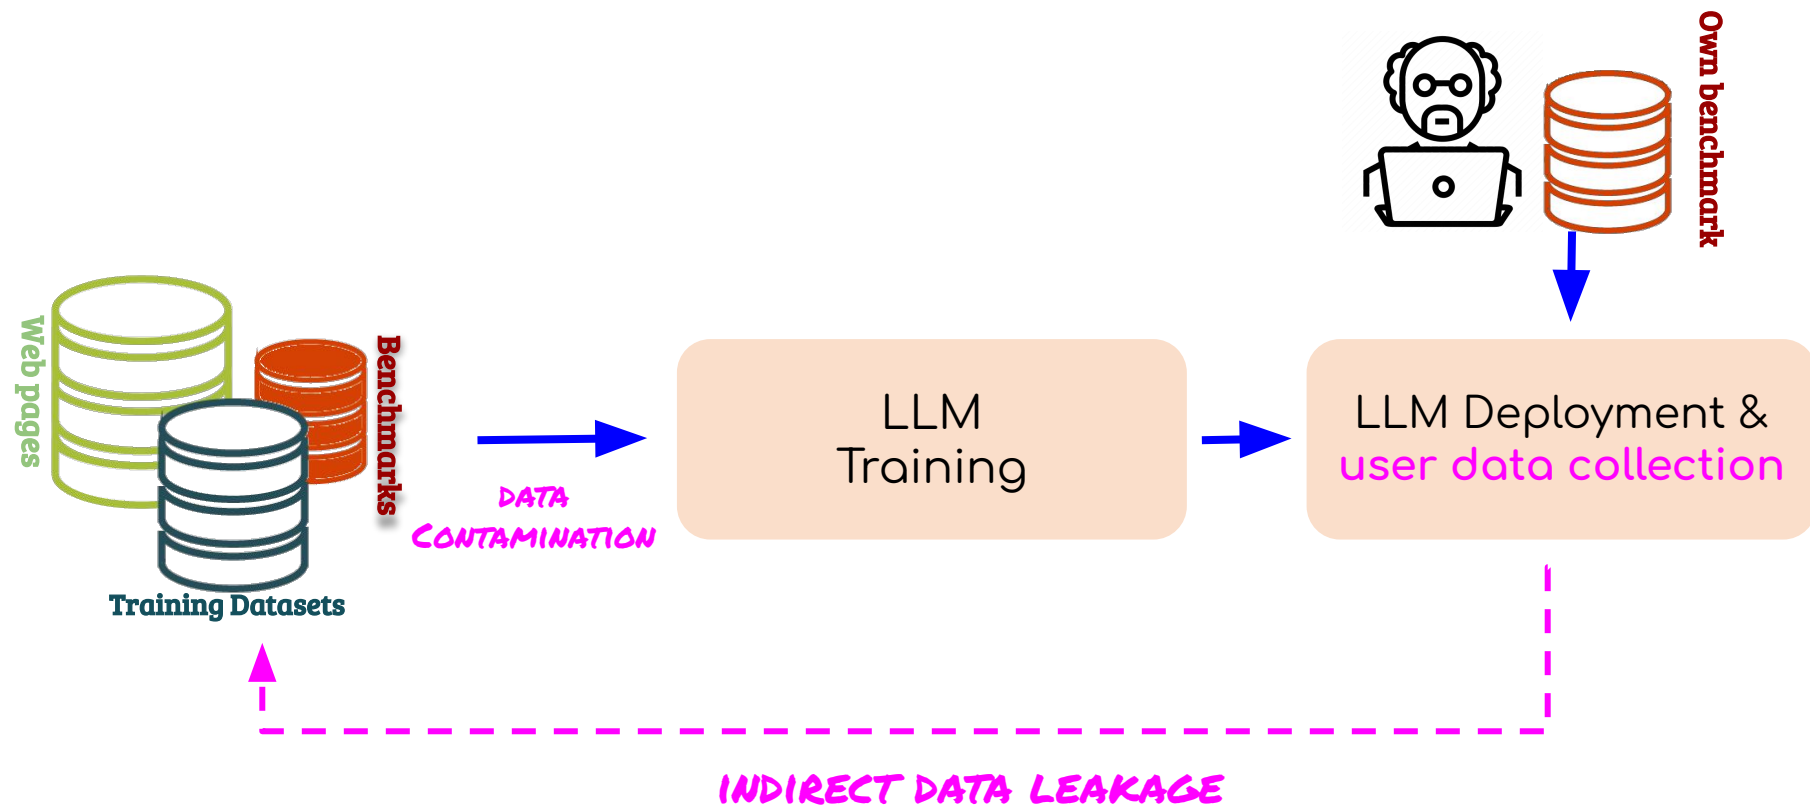 Own benchmark
Web pages
Benchmarks
Training Datasets
DATA
CONTAMINATION
LLM
Training
LLM Deployment &
user data collection
INDIRECT DATA LEAKAGE